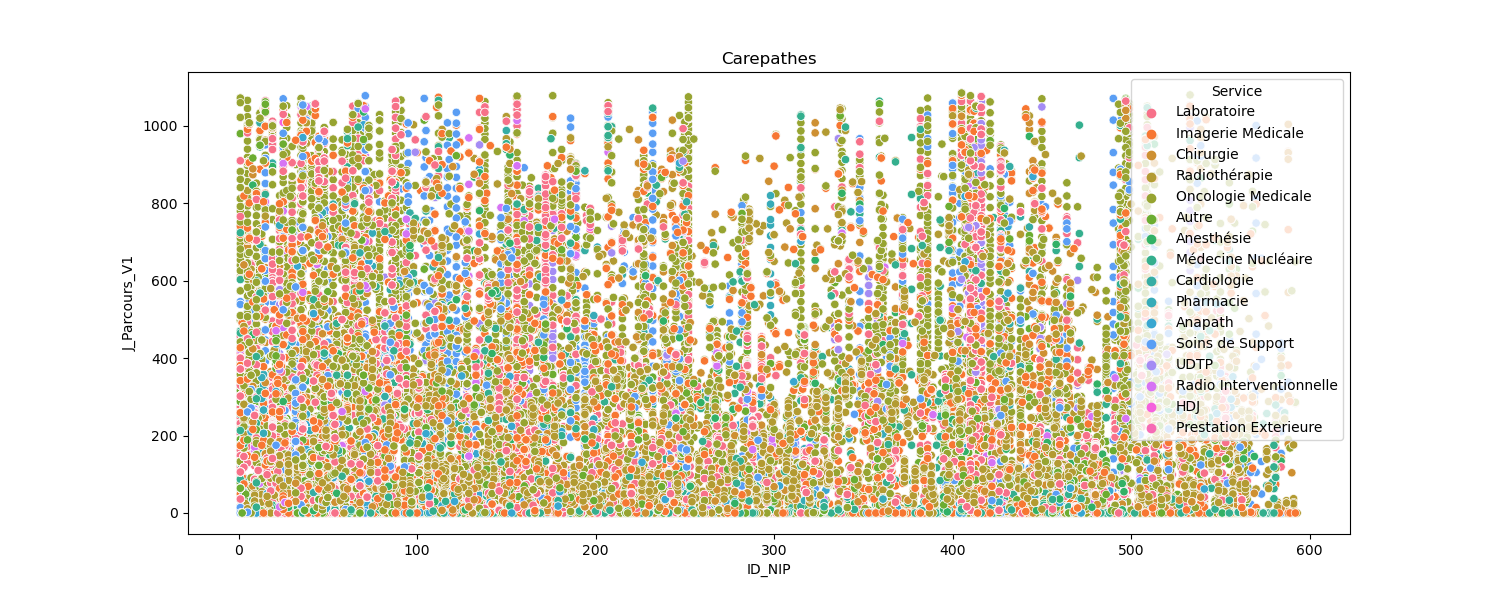 Carepathes
Service
Laboratoire
Imagerie Médicale
Chirurgie
Radiothérapie
Oncologie Medicale
Autre
Anesthésie
Médecine Nucléaire
Cardiologie
Pharmacie
Anapath
Soins de Support
UDTP
Radio Interventionnelle
HDJ
Prestation Exterieure
J_Parcours_V1
1000
800
600
400
200
0
0 100 200 300 400 500 600
ID_NIP